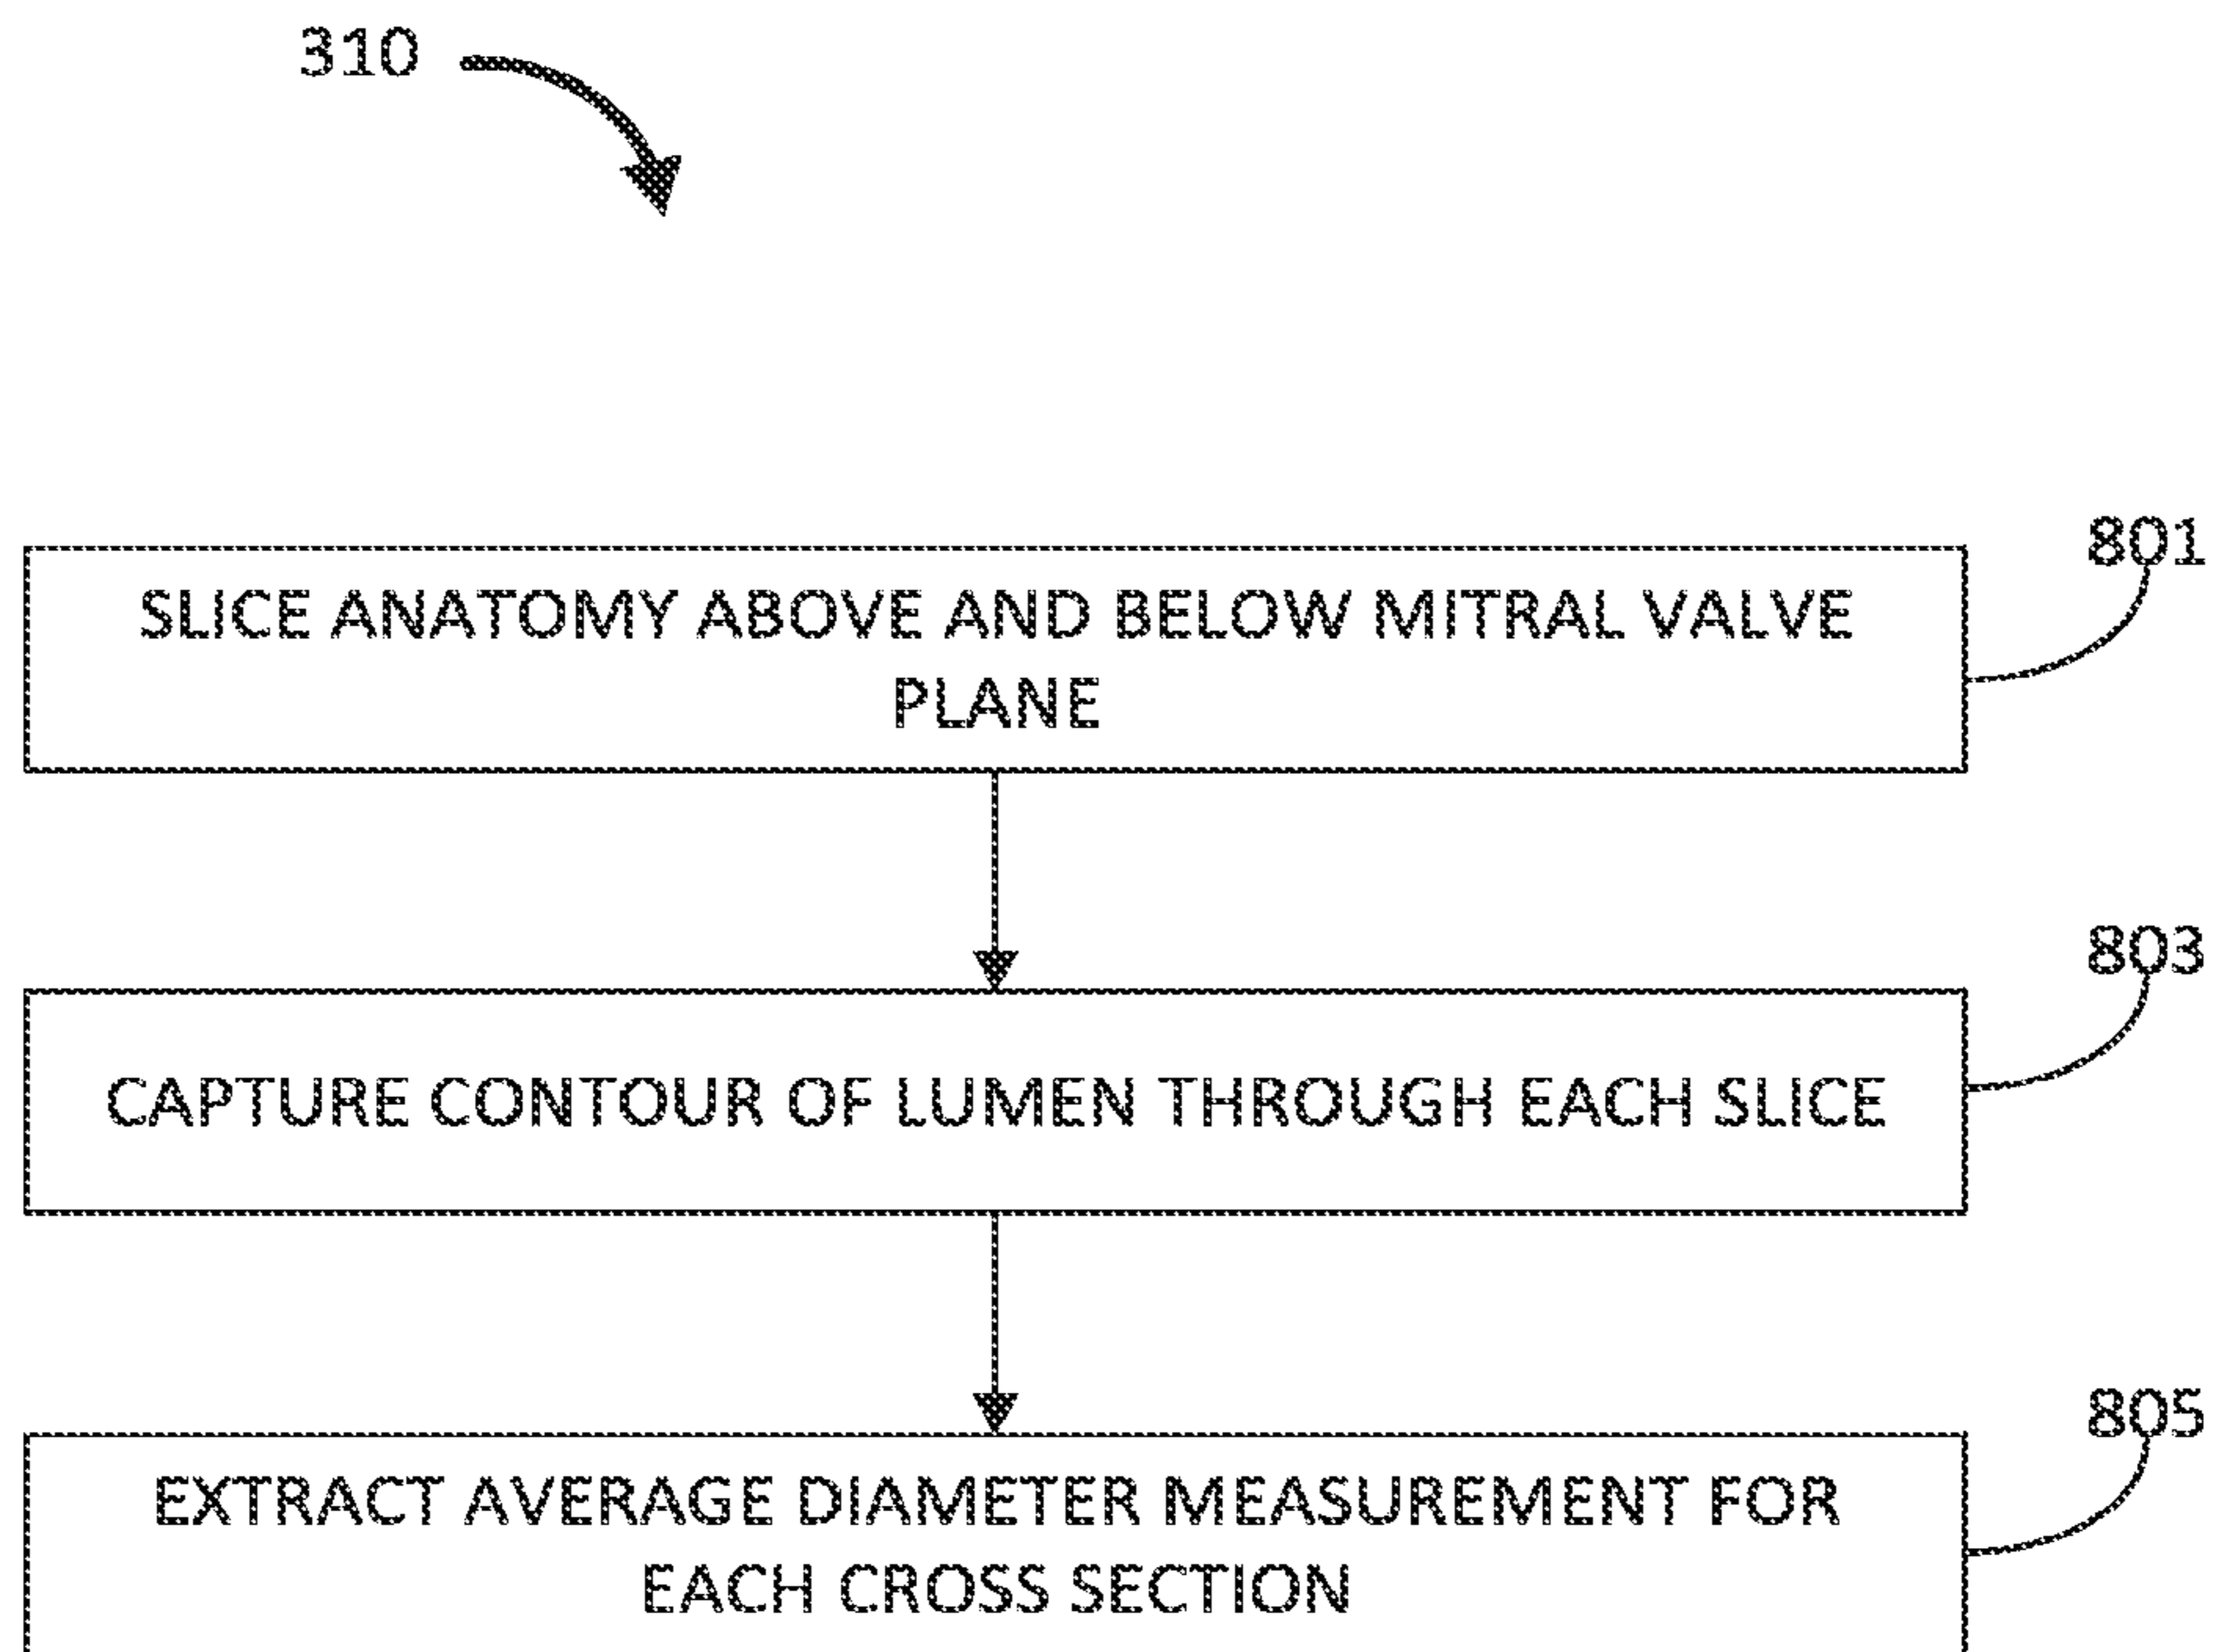 310
801
SLICE ANATOMY ABOVE AND BELOW MITRAL VALVE
PLANE
803
CAPTURE CONTOUR OF LUMEN THROUGH EACH SLICE
805
EXTRACT AVERAGE DIAMETER MEASUREMENT FOR
EACH CROSS SECTION